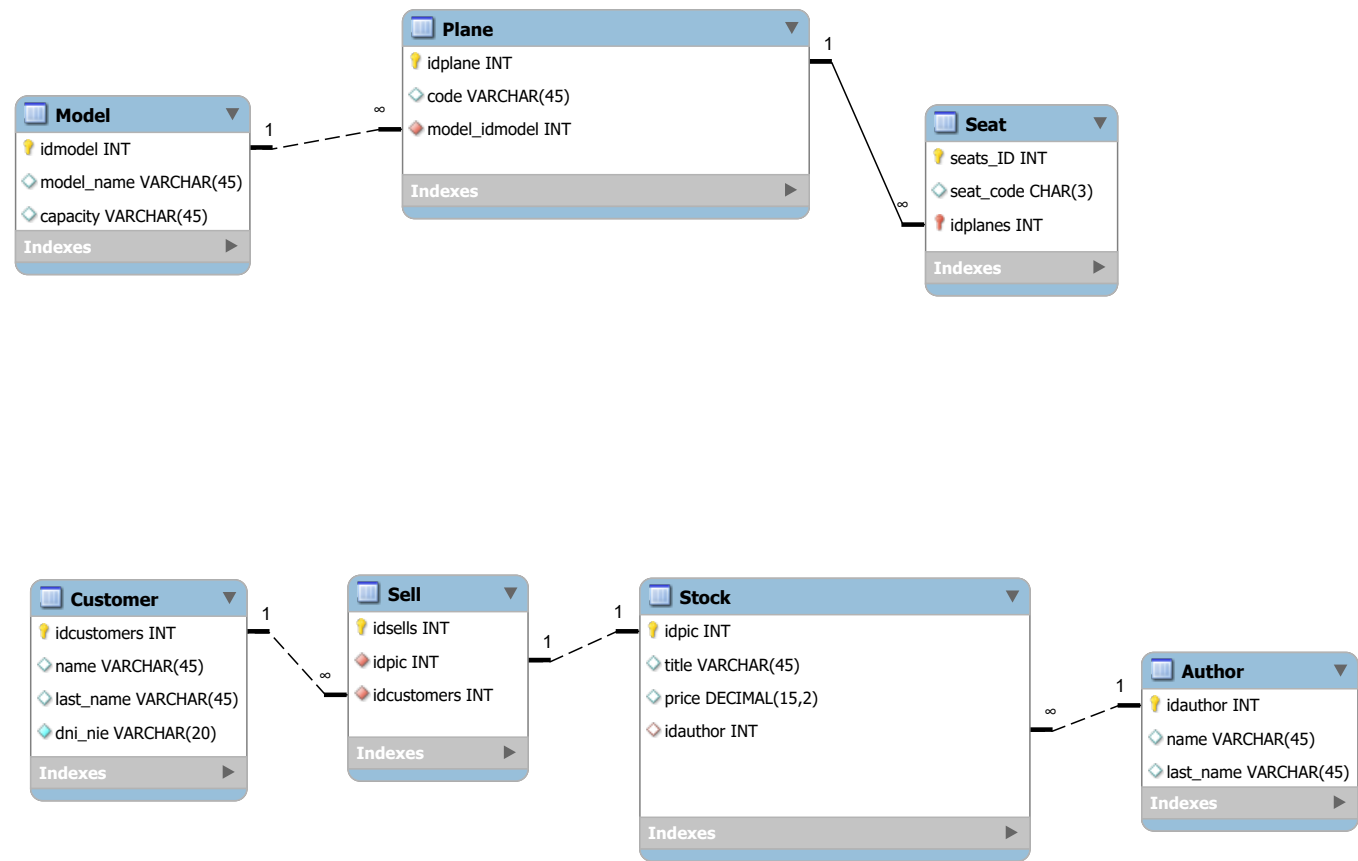 Plane
idplane INT
code VARCHAR(45)
model_idmodel INT
Indexes
Model
idmodel INT
model_name VARCHAR(45)
capacity VARCHAR(45)
Indexes
1
∞
1
∞
Seat
seats_ID INT
seat_code CHAR(3)
idplanes INT
Indexes
Customer
idcustomers INT
name VARCHAR(45)
last_name VARCHAR(45)
dni_nie VARCHAR(20)
Indexes
1
∞
Sell
idsells INT
idpic INT
idcustomers INT
Indexes
1
1
Stock
idpic INT
title VARCHAR(45)
price DECIMAL(15,2)
idauthor INT
Indexes
∞
1
Author
idauthor INT
name VARCHAR(45)
last_name VARCHAR(45)
Indexes